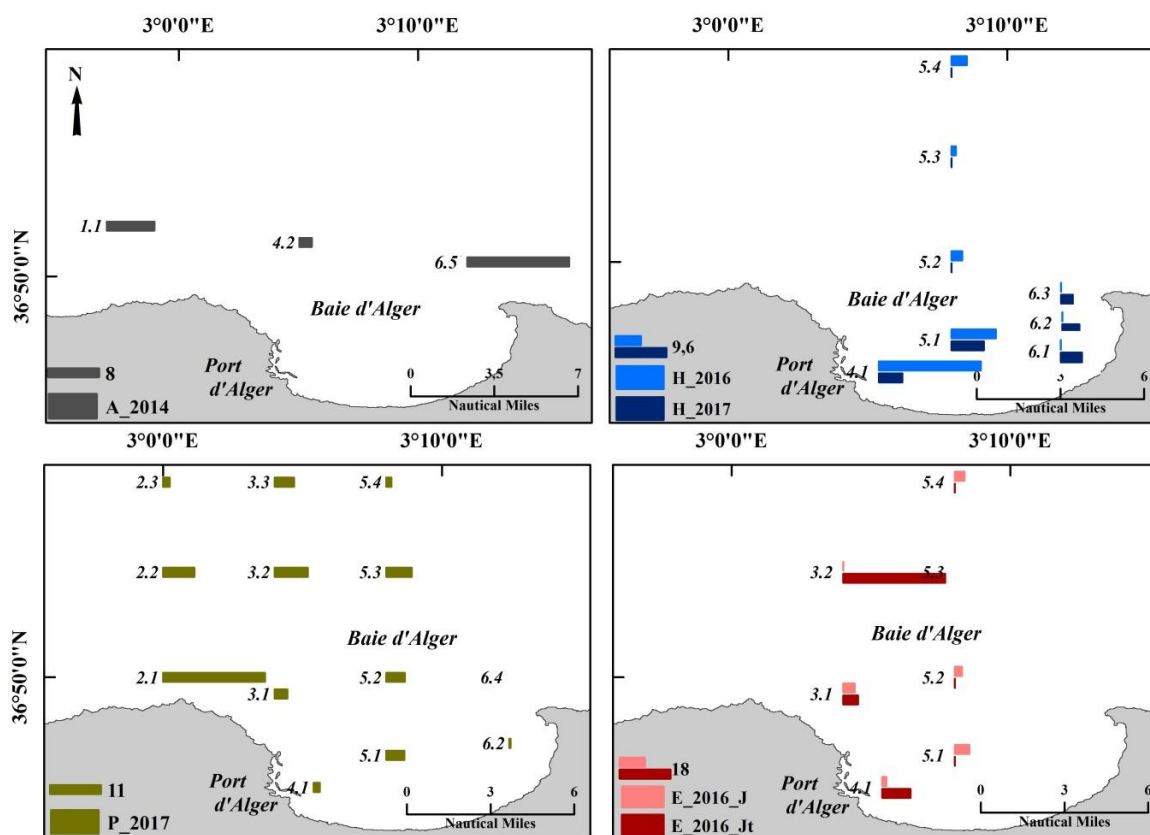 3°0'0"E 3°10'0"E
N
1.1
4.2
6.5
36°50'0"N
Baie d'Alger
Port
d'Alger
8
A_2014
0 3,5 7
Nautical Miles
3°0'0"E 3°10'0"E
5.4
5.3
5.2
Baie d'Alger
6.3
6.2
5.1
6.1
4.1
9,6
H_2016
H_2017
Port
d'Alger
0 3 6
Nautical Miles
3°0'0"E 3°10'0"E
2.3 3.3 5.4
2.2 3.2 5.3
Baie d'Alger
36°50'0"N
2.1 5.2 6.4
3.1
6.2
5.1
4.1
Port
d'Alger
11
P_2017
0 3 6
Nautical Miles
3°0'0"E 3°10'0"E
5.4
3.2 5.3
Baie d'Alger
5.2
3.1
5.1
4.1
18
E_2016_J
E_2016_Jt
Port
d'Alger
0 3 6
Nautical Miles